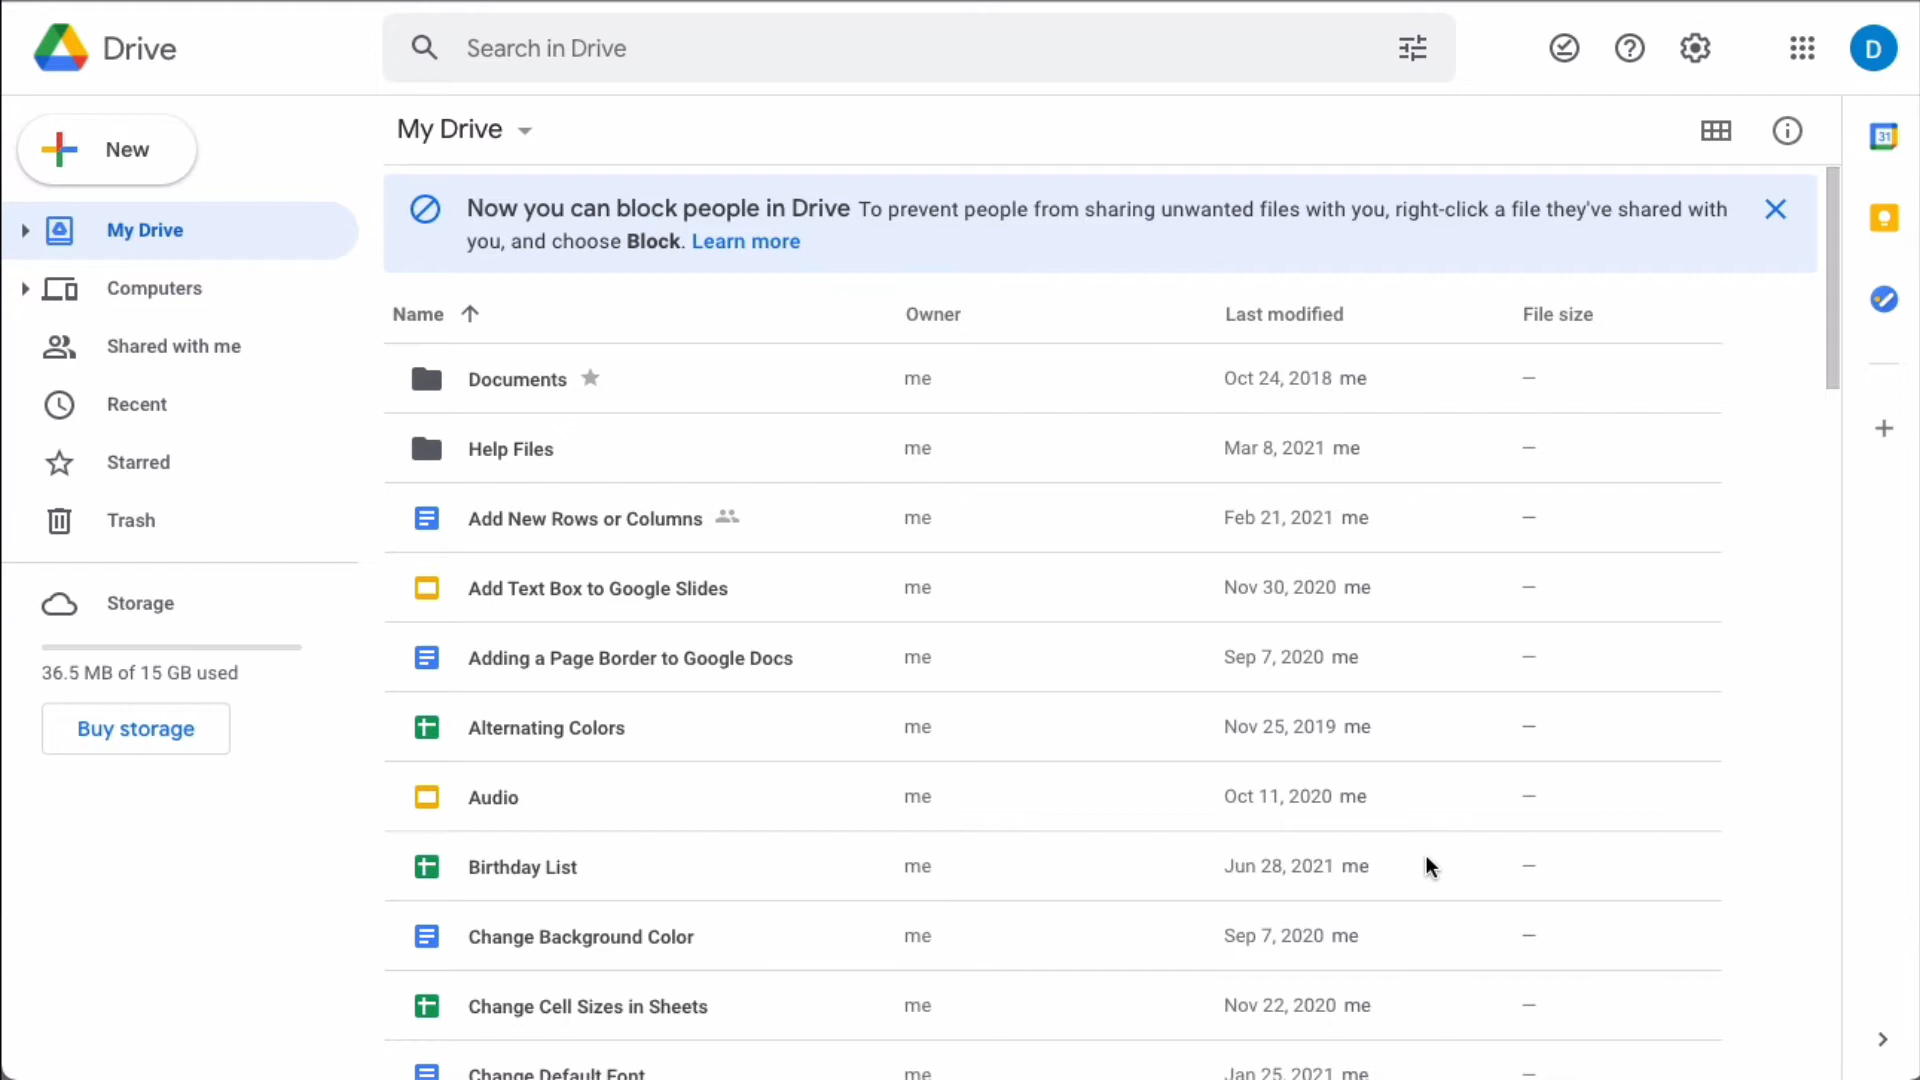 Drive
Search in Drive
D
New
My Drive
Computers
Shared with me
Recent
Starred
Trash
Storage
36.5 MB of 15 GB used
Buy storage
My Drive
Now you can block people in Drive To prevent people from sharing unwanted files with you, right-click a file they've shared with
you, and choose Block. Learn more
Name Owner Last modified File size
Documents me Oct 24, 2018 me —
Help Files me Mar 8, 2021 me —
Add New Rows or Columns me Feb 21, 2021 me —
Add Text Box to Google Slides me Nov 30, 2020 me —
Adding a Page Border to Google Docs me Sep 7, 2020 me —
Alternating Colors me Nov 25, 2019 me —
Audio me Oct 11, 2020 me —
Birthday List me Jun 28, 2021 me —
Change Background Color me Sep 7, 2020 me —
Change Cell Sizes in Sheets me Nov 22, 2020 me —
Change Default Font me Jan 25, 2021 me
31